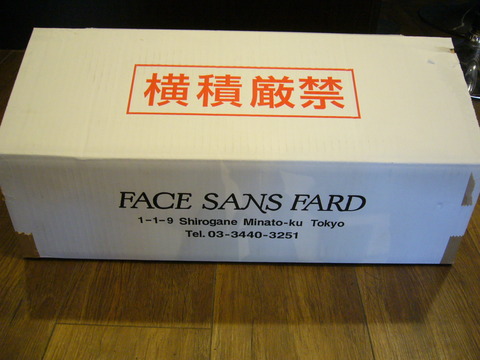 横積厳禁
FACE SANS FARD
1-1-9 Shirogane Minato-ku Tokyo
Tel. 03-3440-3251